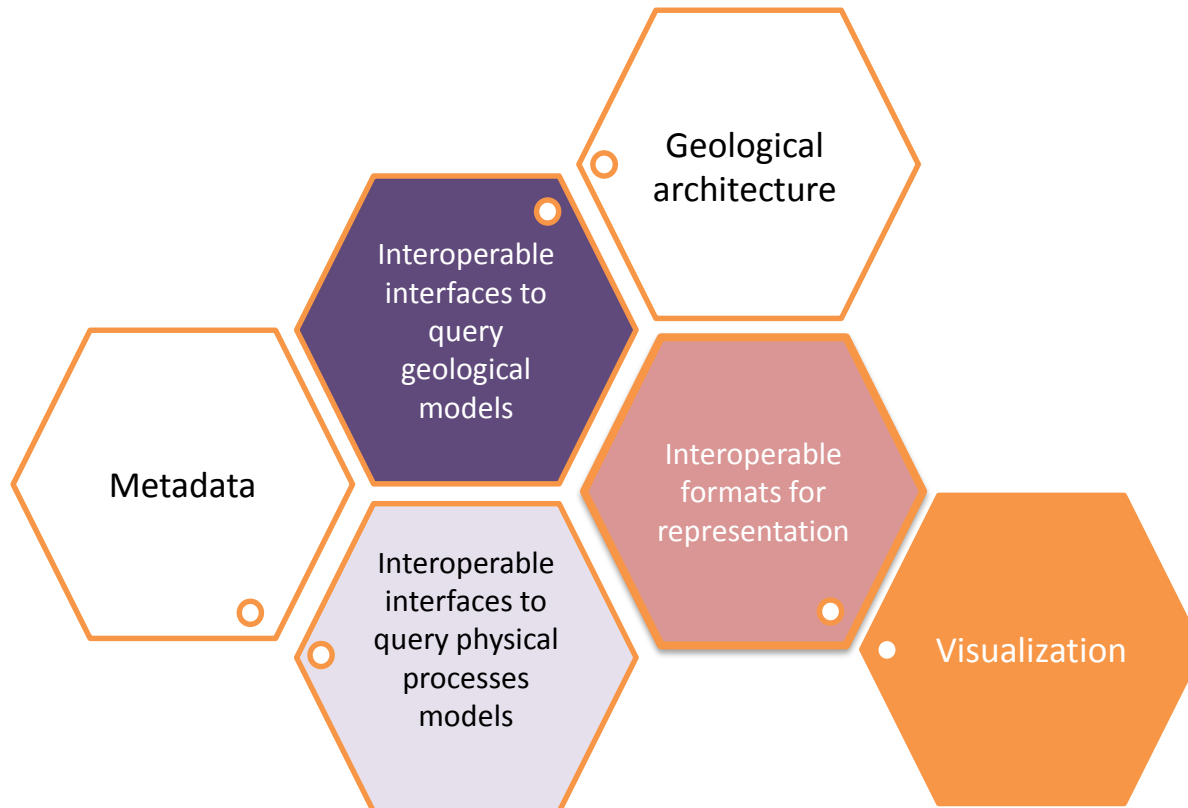 Geological
architecture
Interoperable
interfaces to
query
geological
models
Metadata
Interoperable
formats for
representation
Interoperable
interfaces to
query physical
processes
models
Visualization